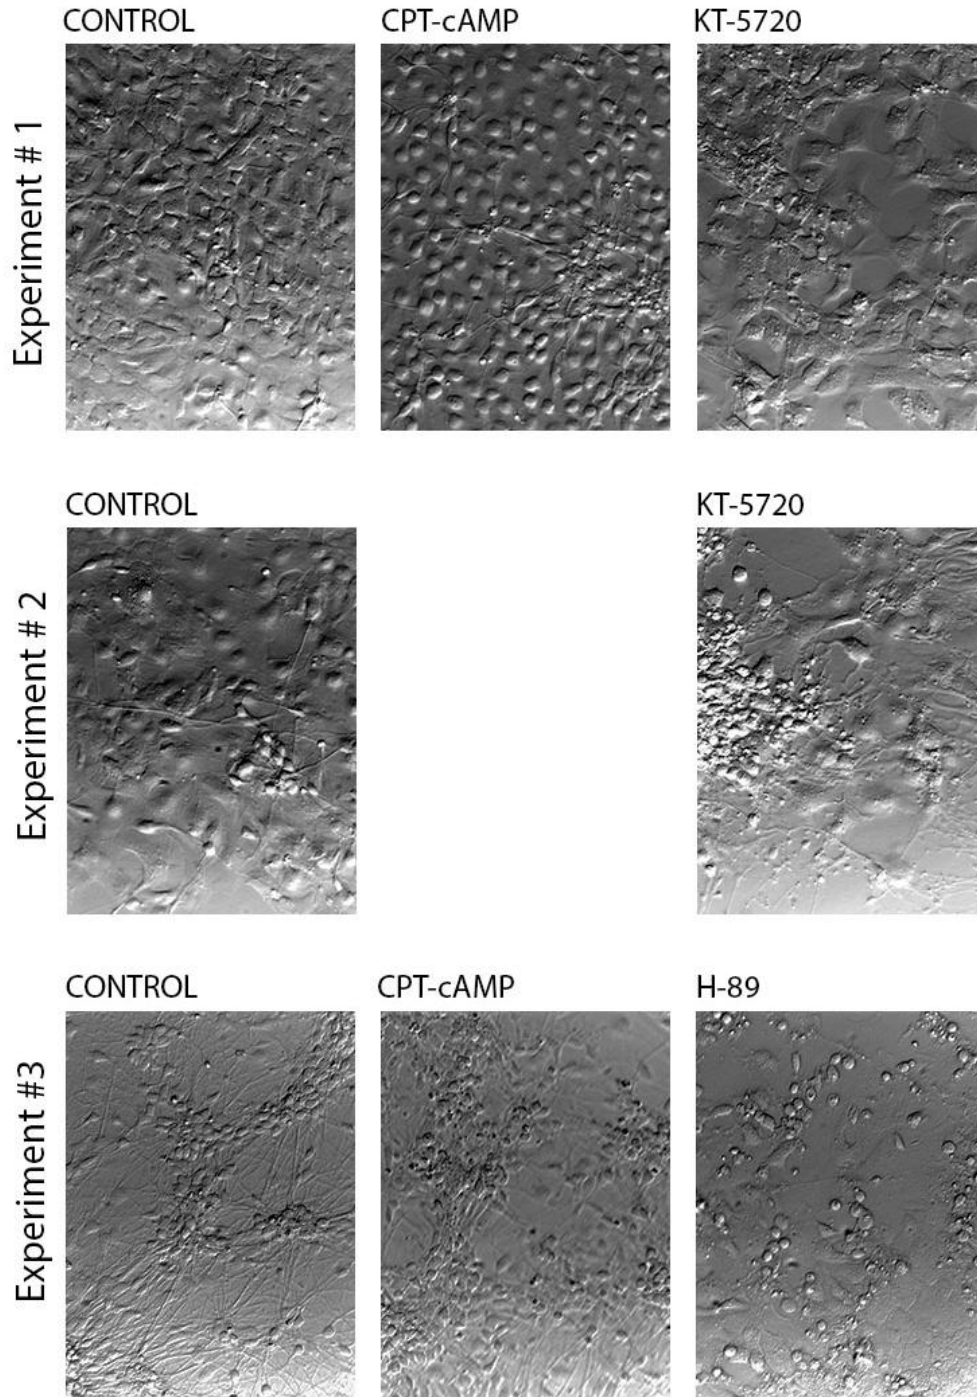 CONTROL
CPT-cAMP
KT-5720
Experiment # 1
CONTROL
KT-5720
Experiment # 2
CONTROL
CPT-cAMP
H-89
Experiment #3